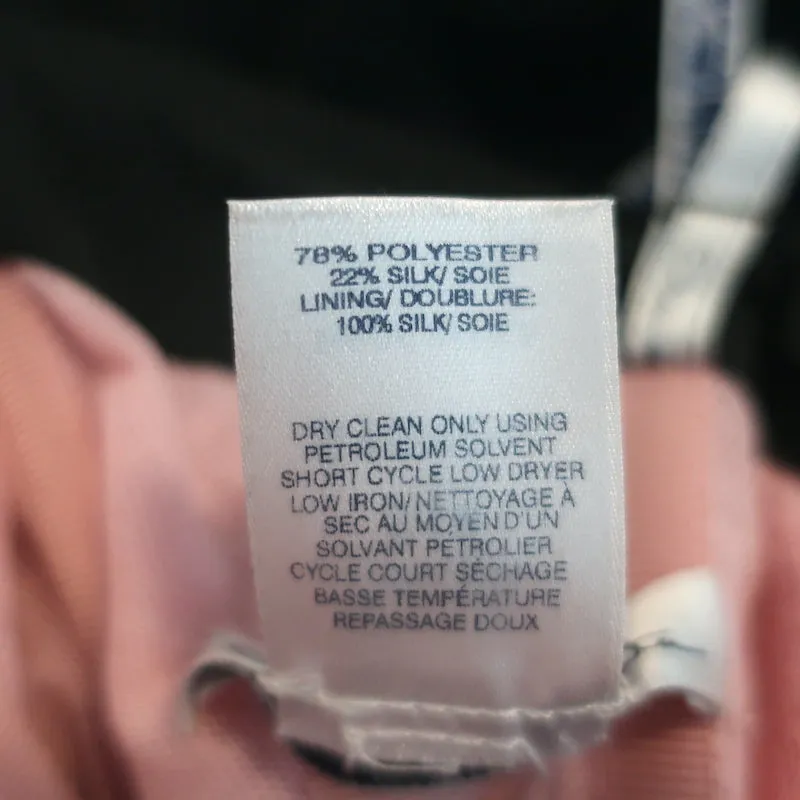 78% POLYESTER
22% SILK/ SOIE
LINING/ DOUBLURE:
100% SILK/ SOIE
DRY CLEAN ONLY USING
PETROLEUM SOLVENT
SHORT CYCLE LOW DRYER
LOW IRON/NETTOYAGE À
SEC AU MOYEN D'UN
SOLVANT PETROLIER
CYCLE COURT SÉCHAGE
BASSE TEMPÉRATURE
REPASSAGE DOUX